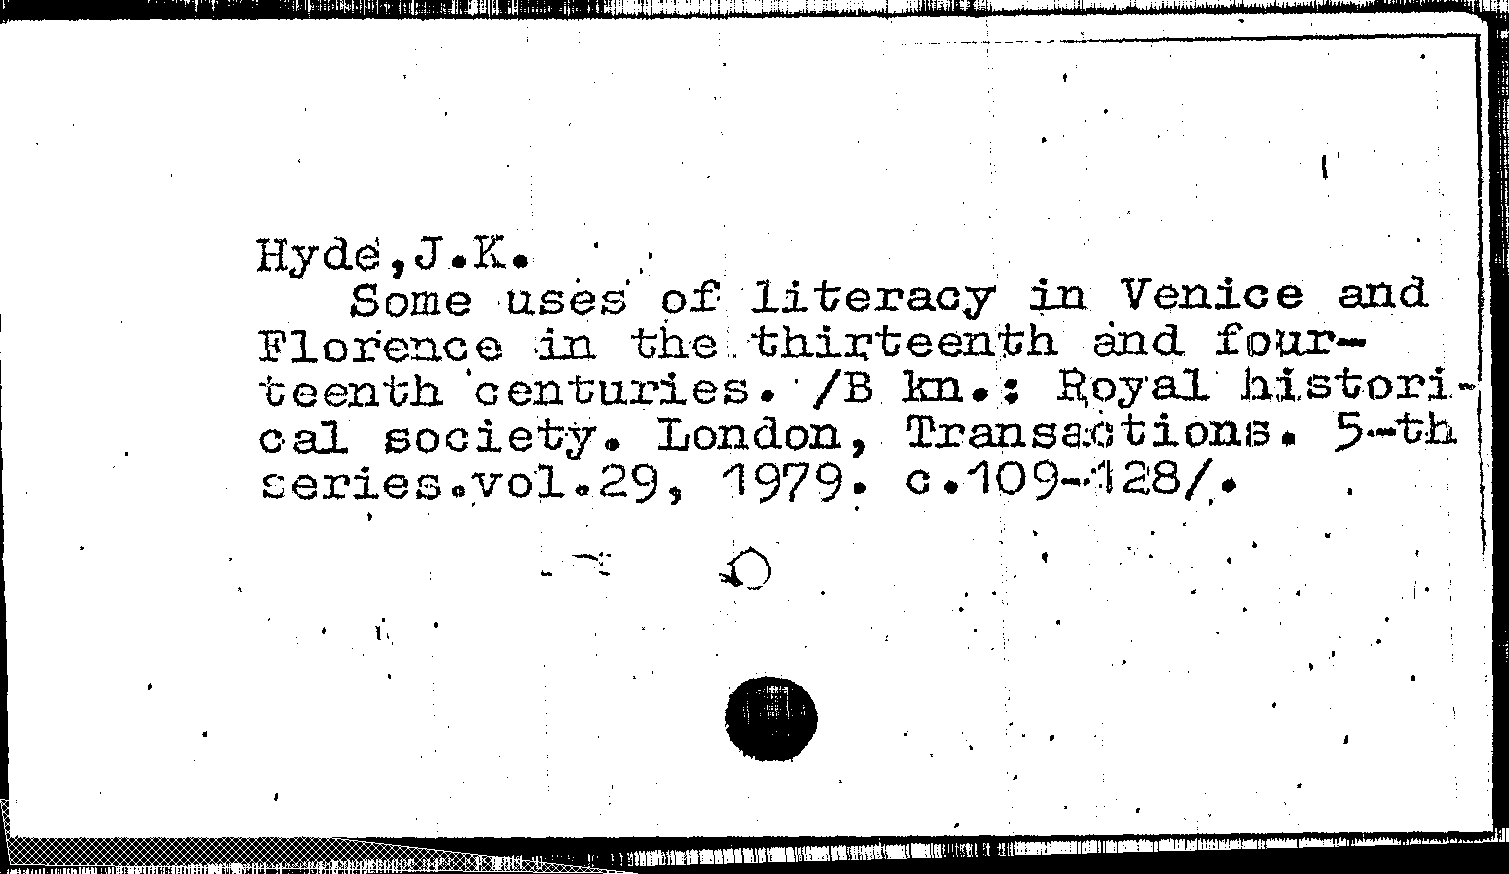 Hyde,J.K.
Some uses of literacy in Venice and
Florence in the thirteenth and four-
teenth centuries. /В кн.: Royal histori-
cal society. London, Transactions. 5-th
series.vol.29, 1979. c.109-128/.